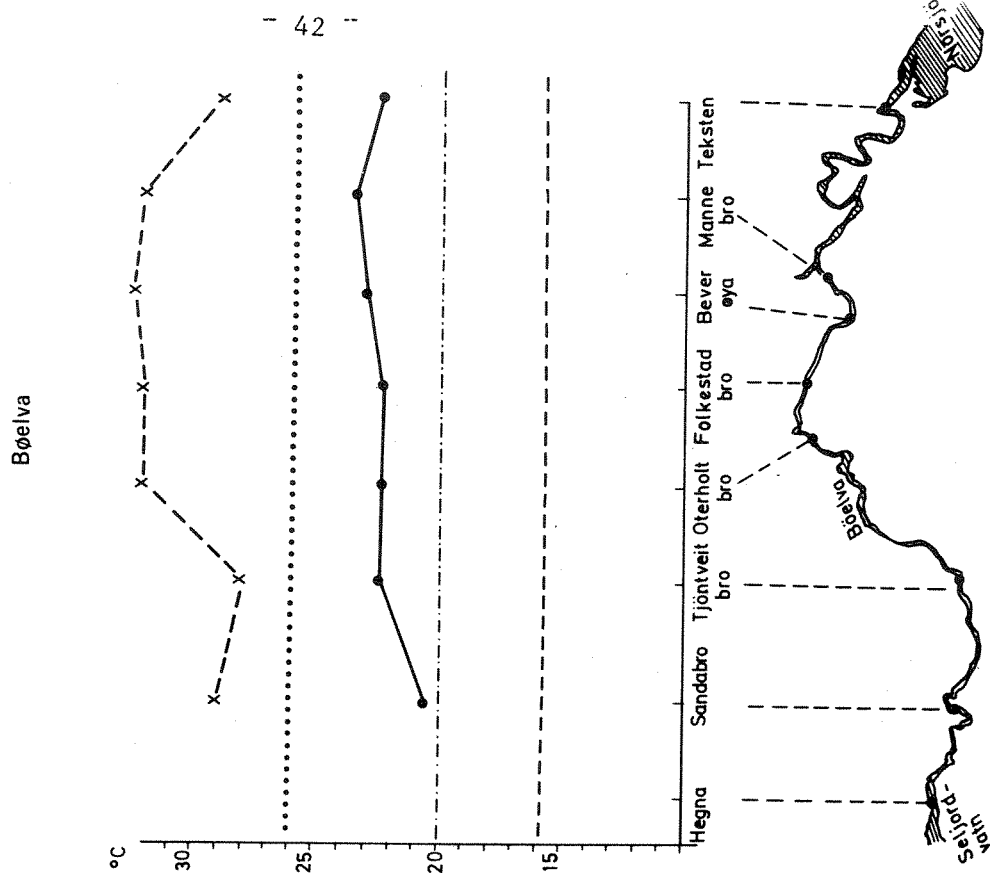 - 42 -
Bøelva
°C
30
25
20
15
Hegna
Sandabro
Tjöntveit
bro
Oterholt
bro
Folkestad
bro
Bever
øya
Manne
bro
Teksten
Seljord-
vatn
Böelva